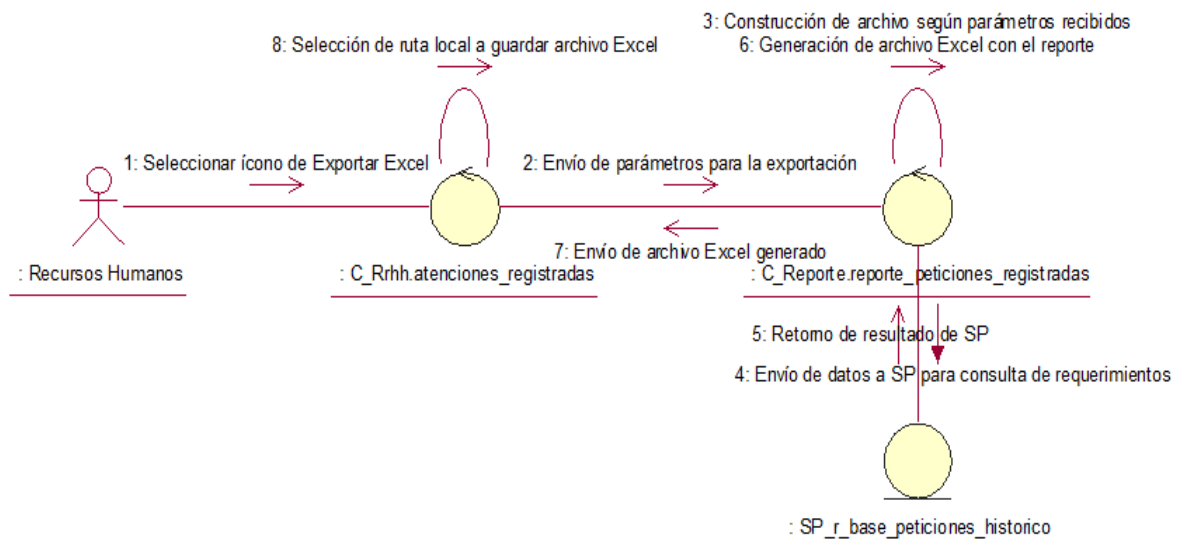 3: Construcción de archivo según parámetros recibidos
8: Selección de ruta local a guardar archivo Excel
6: Generación de archivo Excel con el reporte
1: Seleccionar ícono de Exportar Excel
2: Envío de parámetros para la exportación
7: Envío de archivo Excel generado
: Recursos Humanos
: C_Rrhh.atenciones_registradas
: C_Reporte.reporte_peticiones_registradas
5: Retorno de resultado de SP
4: Envío de datos a SP para consulta de requerimientos
: SP_r_base_peticiones_historico